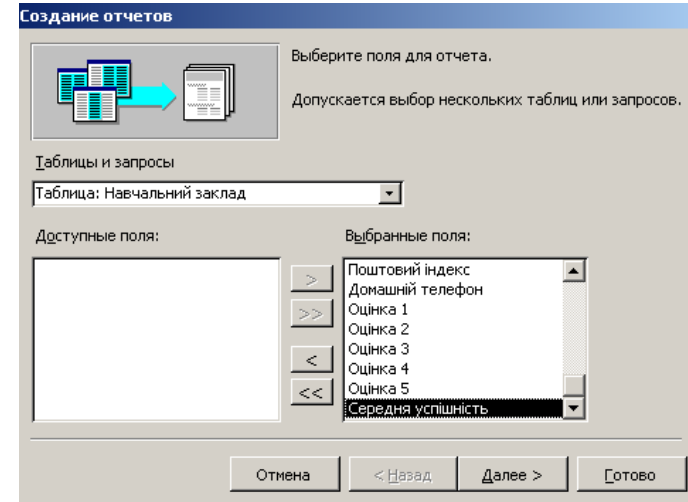 Создание отчетов
Выберите поля для отчета.
Допускается выбор нескольких таблиц или запросов.
Таблицы и запросы
Таблица: Навчальний заклад
Доступные поля:
Выбранные поля:
>
>>
<
<<
Поштовий індекс
Домашній телефон
Оцінка 1
Оцінка 2
Оцінка 3
Оцінка 4
Оцінка 5
Середня успішність
Отмена
< Назад
Далее >
Готово